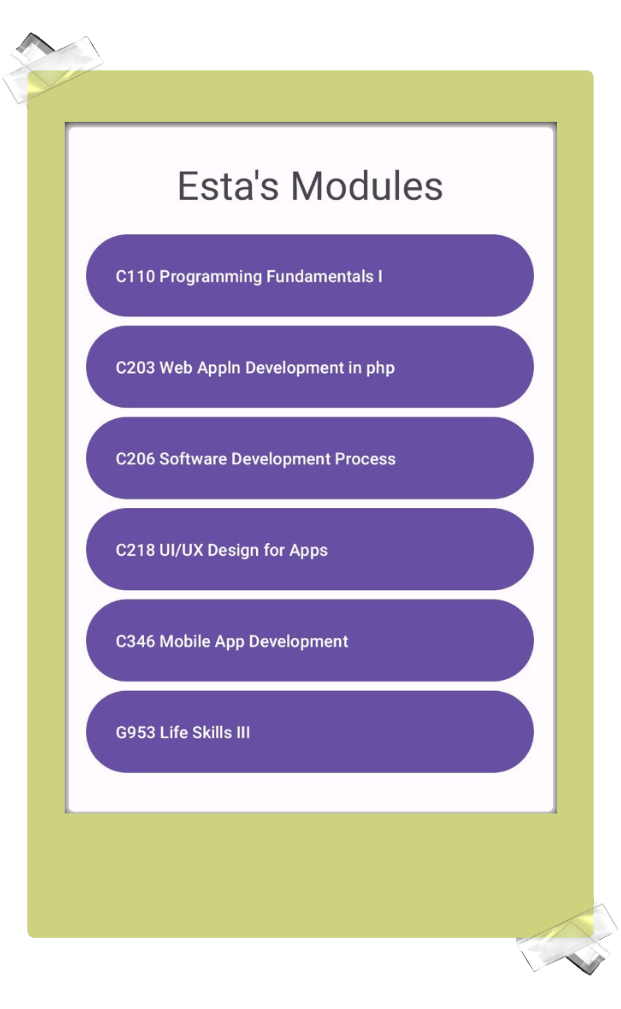 Esta's Modules
C110 Programming Fundamentals I
C203 Web Appln Development in php
C206 Software Development Process
C218 UI/UX Design for Apps
C346 Mobile App Development
G953 Life Skills III